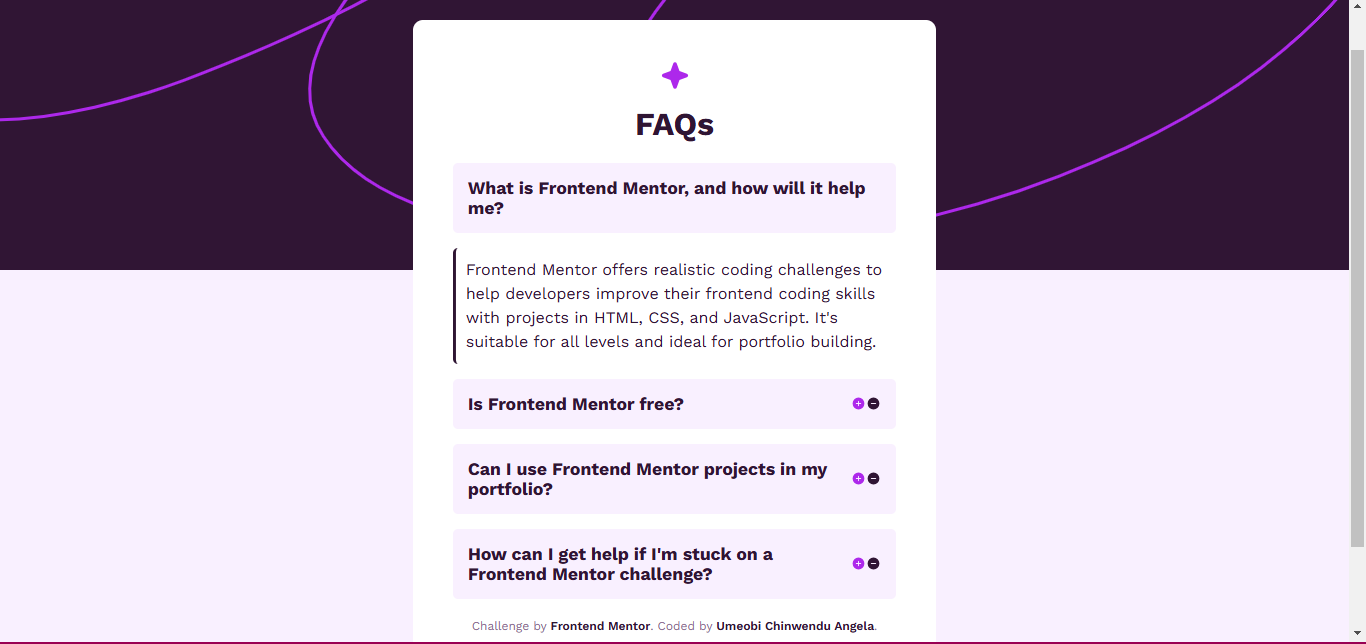 FAQs
What is Frontend Mentor, and how will it help
me?
Frontend Mentor offers realistic coding challenges to
help developers improve their frontend coding skills
with projects in HTML, CSS, and JavaScript. It's
suitable for all levels and ideal for portfolio building.
Is Frontend Mentor free?
Can I use Frontend Mentor projects in my
portfolio?
How can I get help if I'm stuck on a
Frontend Mentor challenge?
Challenge by Frontend Mentor. Coded by Umeobi Chinwendu Angela.